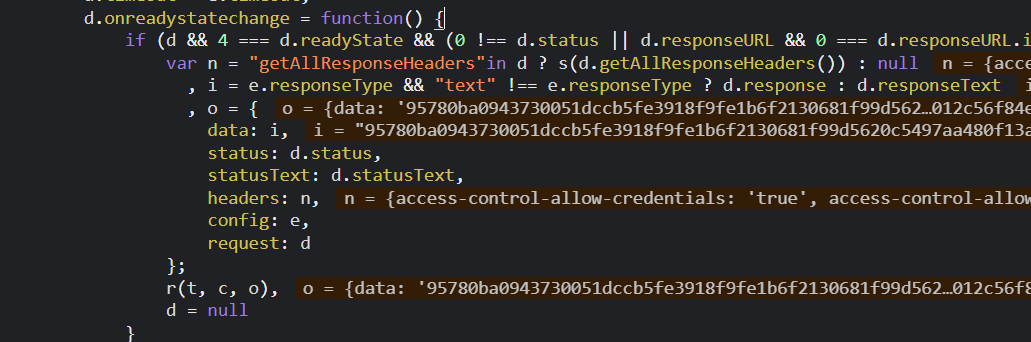 d.onreadystatechange = function() {
if (d && 4 === d.readyState && (0 !== d.status || d.responseURL && 0 === d.responseURL.i
var n = "getAllResponseHeaders"in d ? s(d.getAllResponseHeaders()) : null n = {acces
, i = e.responseType && "text" !== e.responseType ? d.response : d.responseText i
, o = { o = {data: '95780ba0943730051dccb5fe3918f9fe1b6f2130681f99d562…012c56f84e
data: i, i = "95780ba0943730051dccb5fe3918f9fe1b6f2130681f99d5620c5497aa480f13a
status: d.status,
statusText: d.statusText,
headers: n, n = {access-control-allow-credentials: 'true', access-control-allow
config: e,
request: d
};
r(t, c, o), o = {data: '95780ba0943730051dccb5fe3918f9fe1b6f2130681f99d562…012c56f8
d = null
}